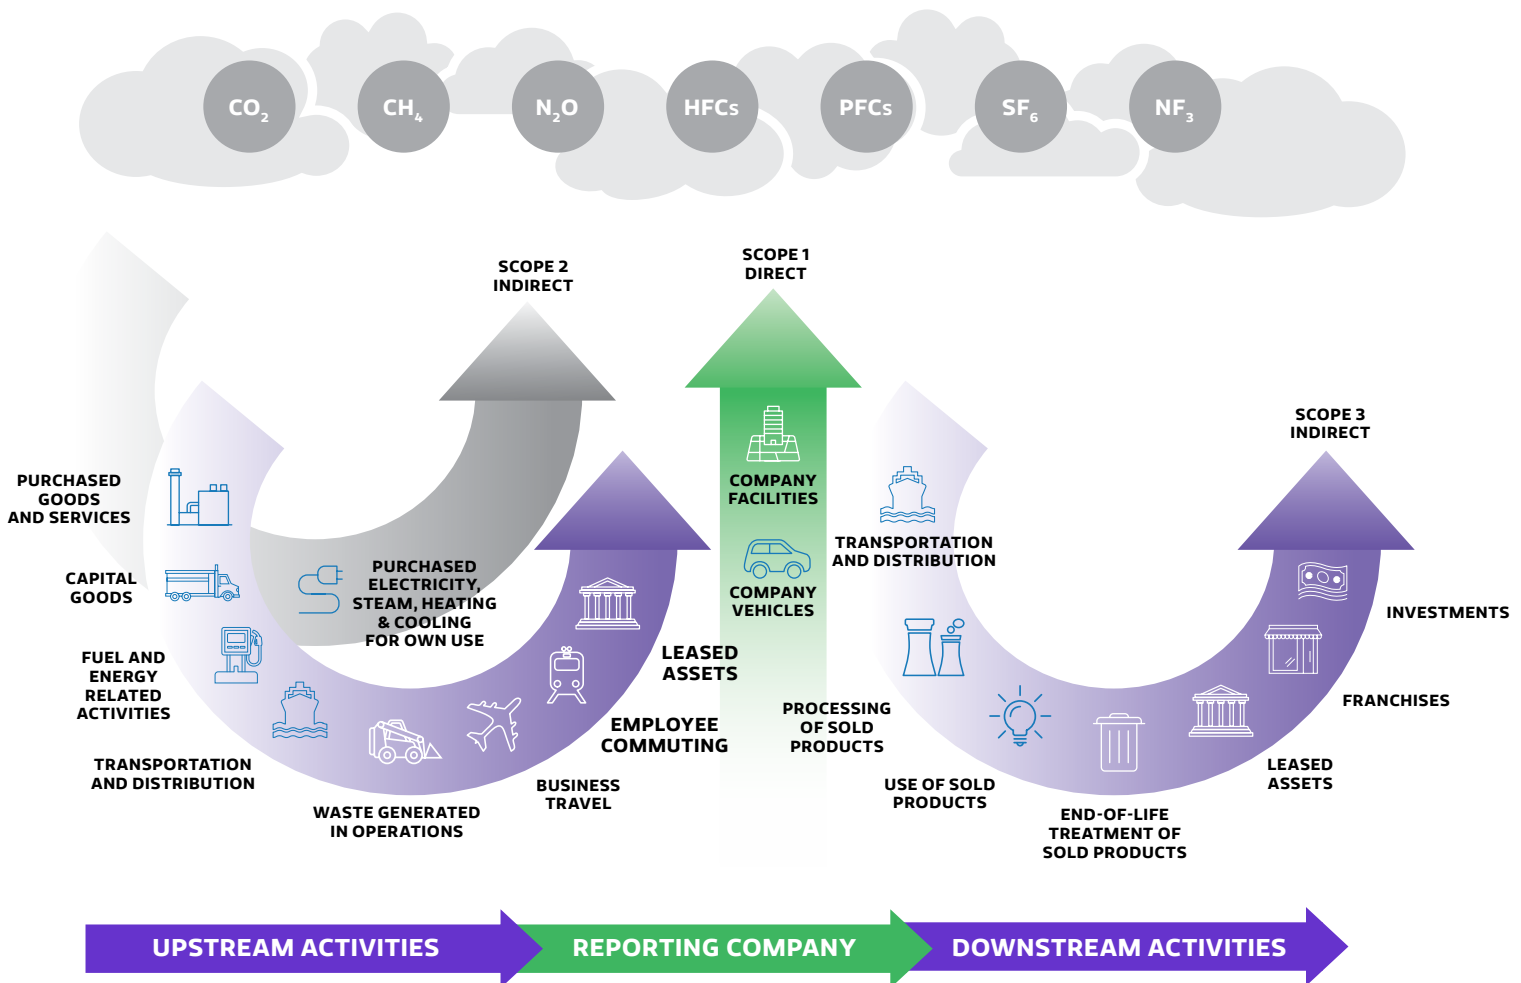 CO2
CH4
N2O
HFCs
PFCs
SF6
NF3
SCOPE 2
INDIRECT
SCOPE 1
DIRECT
SCOPE 3
INDIRECT
PURCHASED
GOODS
AND SERVICES
CAPITAL
GOODS
FUEL AND
ENERGY
RELATED
ACTIVITIES
TRANSPORTATION
AND DISTRIBUTION
WASTE GENERATED
IN OPERATIONS
BUSINESS
TRAVEL
EMPLOYEE
COMMUTING
LEASED
ASSETS
PURCHASED
ELECTRICITY,
STEAM, HEATING
& COOLING
FOR OWN USE
COMPANY
FACILITIES
COMPANY
VEHICLES
TRANSPORTATION
AND DISTRIBUTION
PROCESSING
OF SOLD
PRODUCTS
USE OF SOLD
PRODUCTS
END-OF-LIFE
TREATMENT OF
SOLD PRODUCTS
LEASED
ASSETS
FRANCHISES
INVESTMENTS
UPSTREAM ACTIVITIES
REPORTING COMPANY
DOWNSTREAM ACTIVITIES